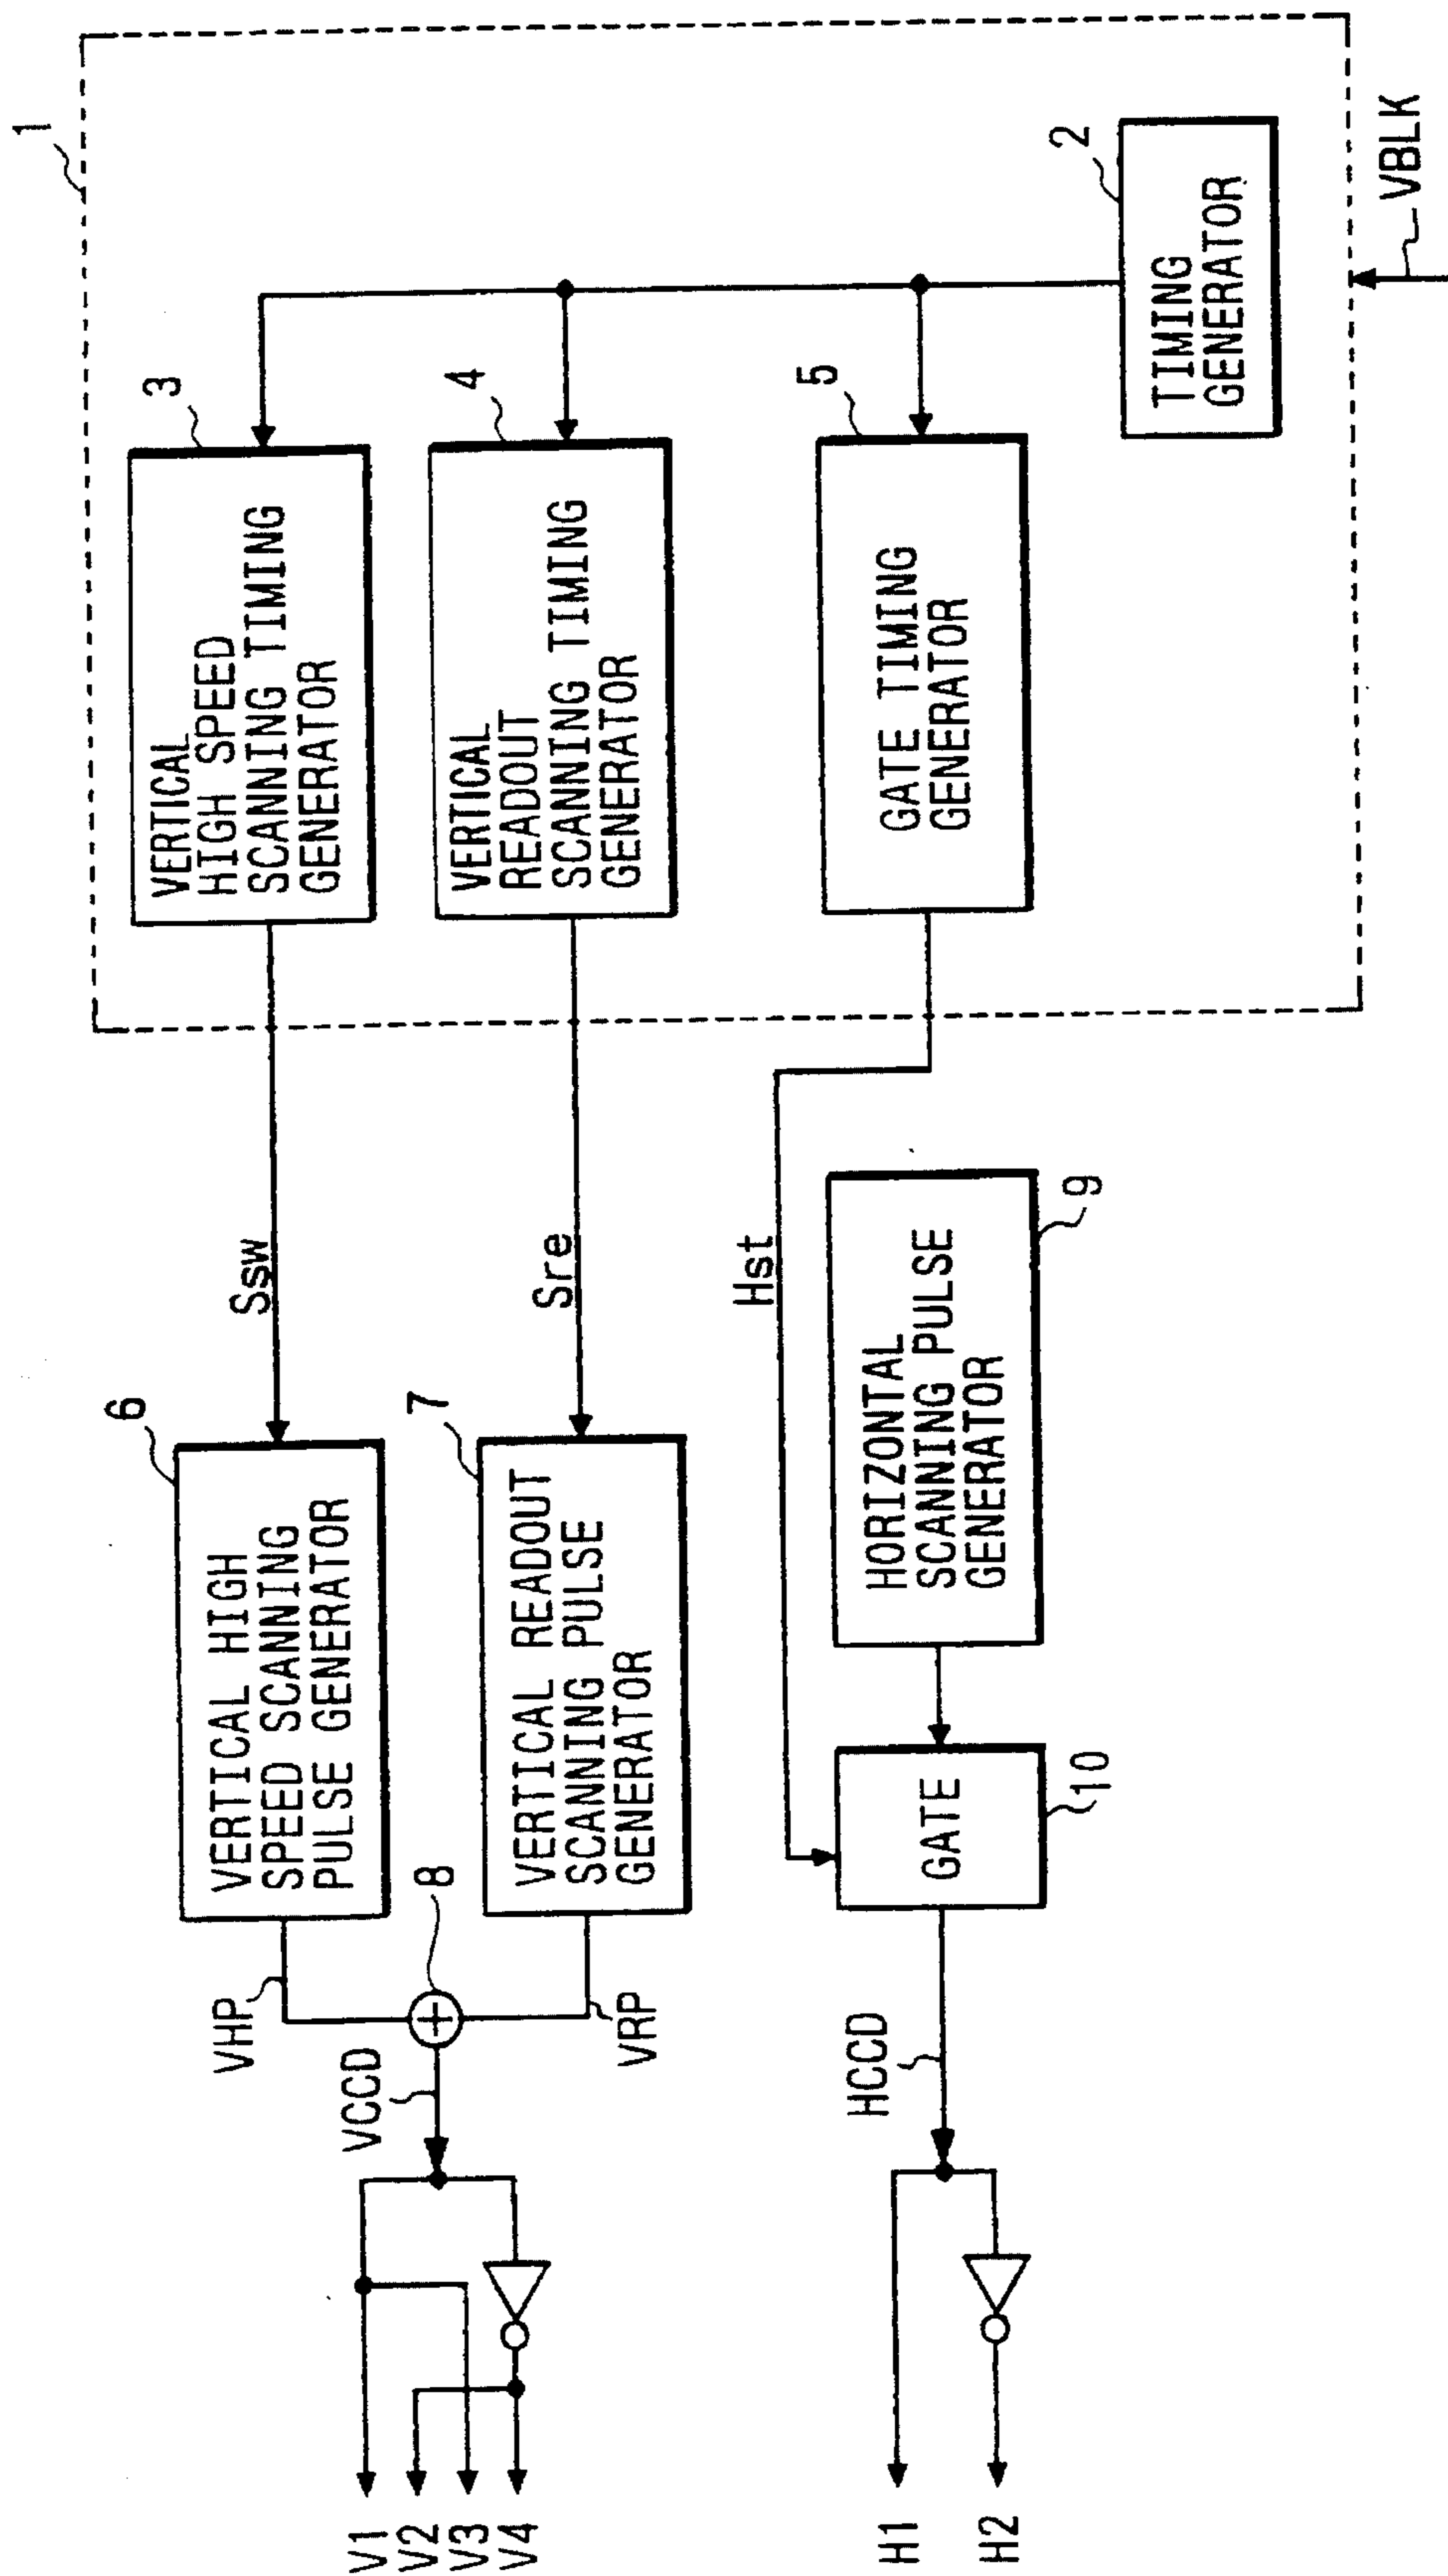 1
VERTICAL
HIGH SPEED
SCANNING TIMING
GENERATOR
3
VERTICAL
READOUT
SCANNING TIMING
GENERATOR
4
GATE TIMING
GENERATOR
5
TIMING
GENERATOR
2
VBLK
Ssw
Sre
Hst
VERTICAL HIGH
SPEED SCANNING
PULSE GENERATOR
6
VERTICAL READOUT
SCANNING PULSE
GENERATOR
7
HORIZONTAL
SCANNING PULSE
GENERATOR
9
GATE
10
VHP
8
VRP
VCCD
HCCD
V1
V2
V3
V4
H1
H2